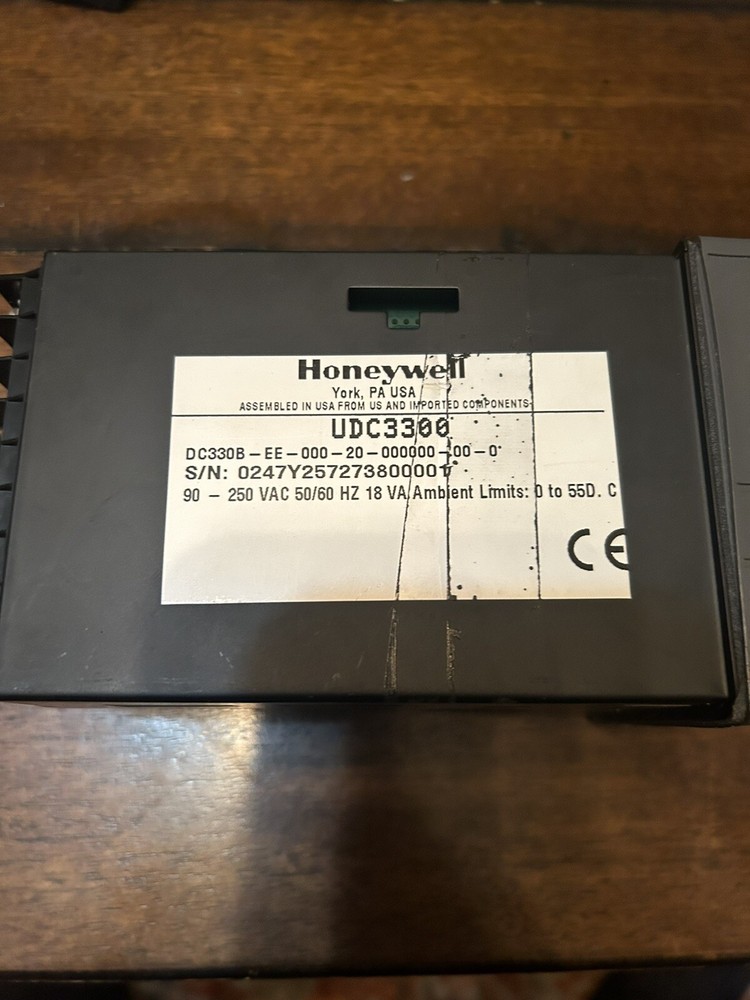 Honeywell
York, PA USA
ASSEMBLED IN USA FROM US AND IMPORTED COMPONENTS
UDC3300
DC330B-EE-000-20-000000-00-0
S/N: 0247Y257273800001
90 - 250 VAC 50/60 HZ 18 VA Ambient Limits: 0 to 55D. C
CE